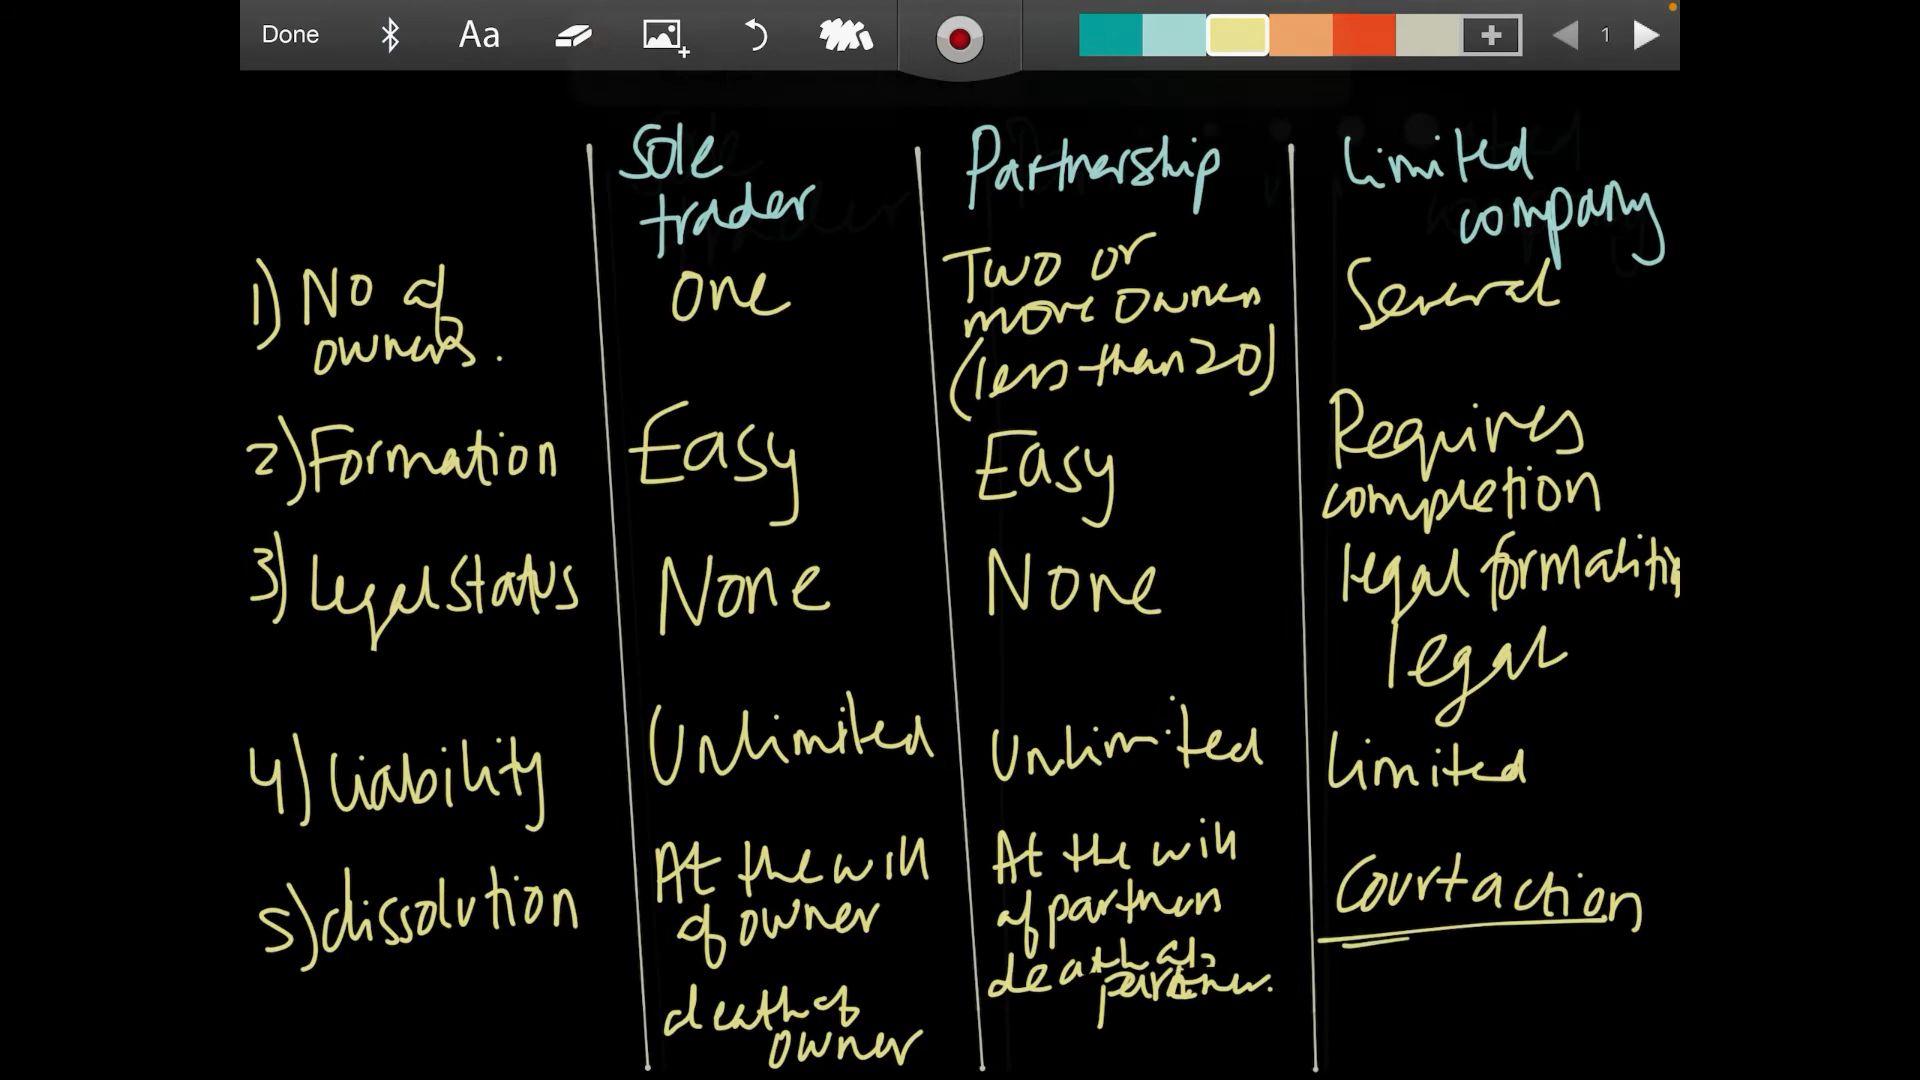 Done
Aa
1
Sole
trader
Partnership
Limited
company
1) No of
owners.
One
Two or
more owners
(less than 20)
Several
2) Formation
Easy
Easy
Requires
completion
legal formalities
3) Legal status
None
None
legal
4) Liability
Unlimited
Unlimited
Limited
5) dissolution
At the will
of owner
death of
owner
At the will
of partners
death of
partner.
Court action